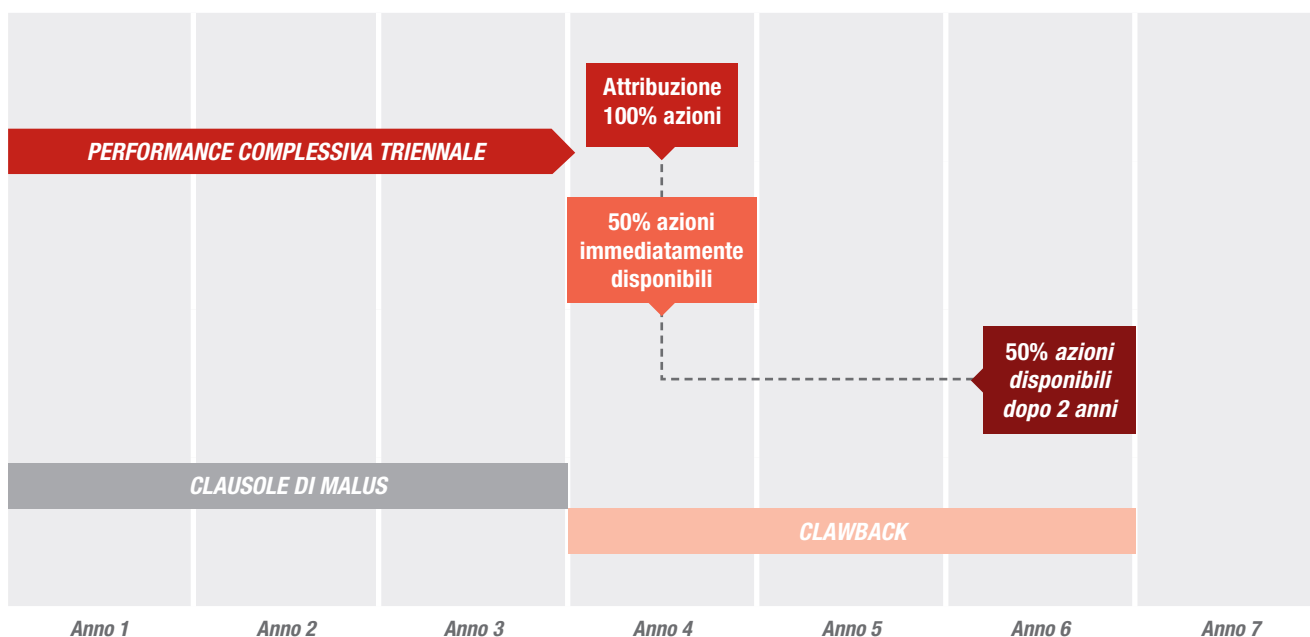 Attribuzione
100% azioni
PERFORMANCE COMPLESSIVA TRIENNALE
50% azioni
immediatamente
disponibili
50% azioni
disponibili
dopo 2 anni
CLAUSOLE DI MALUS
CLAWBACK
Anno 1 Anno 2 Anno 3 Anno 4 Anno 5 Anno 6 Anno 7